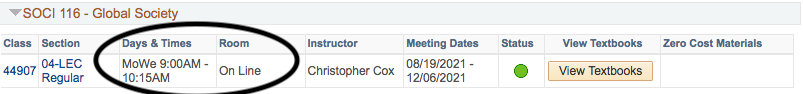 SOCI 116 - Global Society
Class Section Days & Times Room Instructor Meeting Dates Status View Textbooks Zero Cost Materials
44907 04-LEC Regular MoWe 9:00AM - 10:15AM On Line Christopher Cox 08/19/2021 - 12/06/2021 View Textbooks